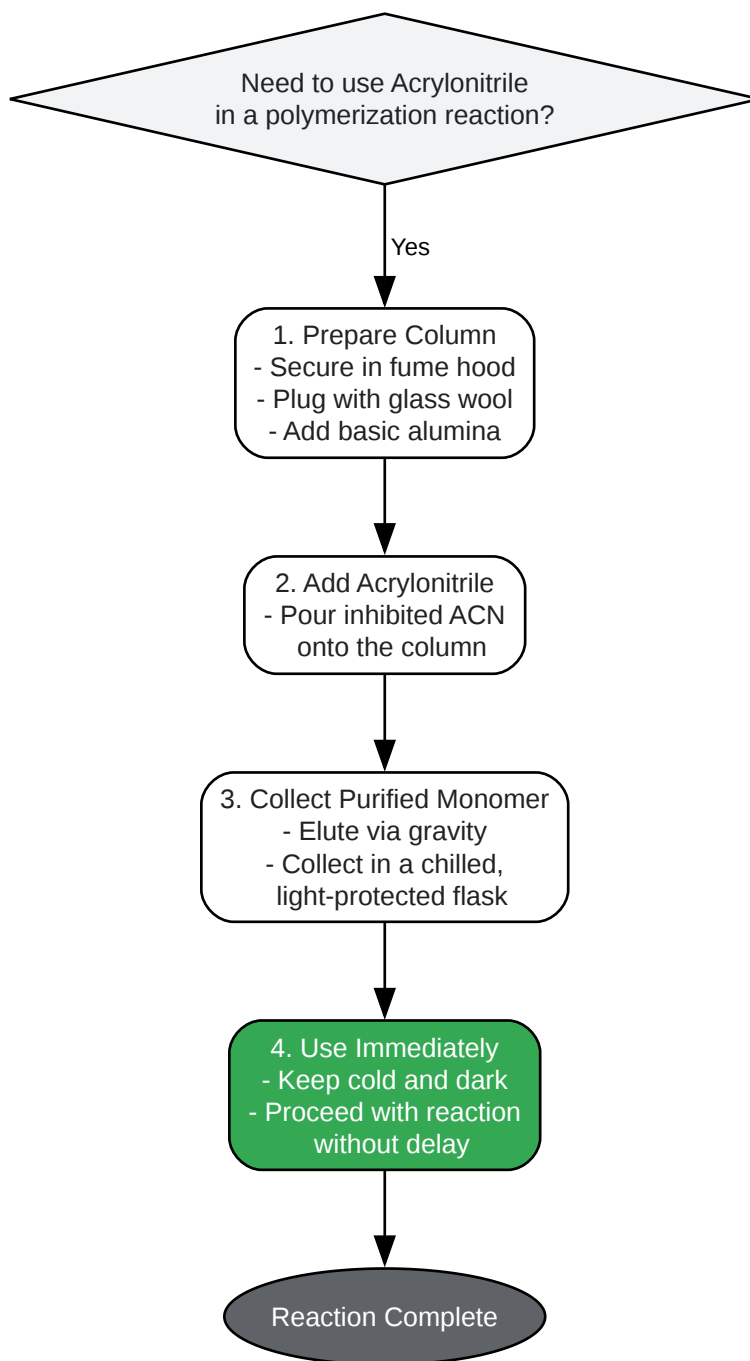 Need to use Acrylonitrile
in a polymerization reaction?
Yes
1. Prepare Column
- Secure in fume hood
- Plug with glass wool
- Add basic alumina
2. Add Acrylonitrile
- Pour inhibited ACN
onto the column
3. Collect Purified Monomer
- Elute via gravity
- Collect in a chilled,
light-protected flask
4. Use Immediately
- Keep cold and dark
- Proceed with reaction
without delay
Reaction Complete